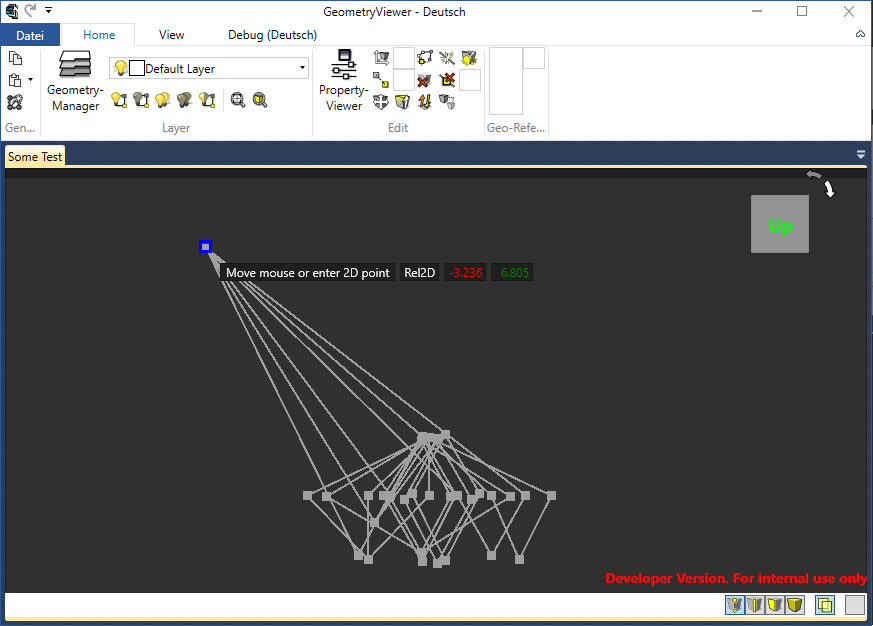 GeometryViewer - Deutsch
Datei Home View Debug (Deutsch)
Default Layer
Geometry-Manager
Property-Viewer
Gen... Layer Edit Geo-Refe...
Some Test
Up
Move mouse or enter 2D point Rel2D -3.236 6.805
Developer Version. For internal use only